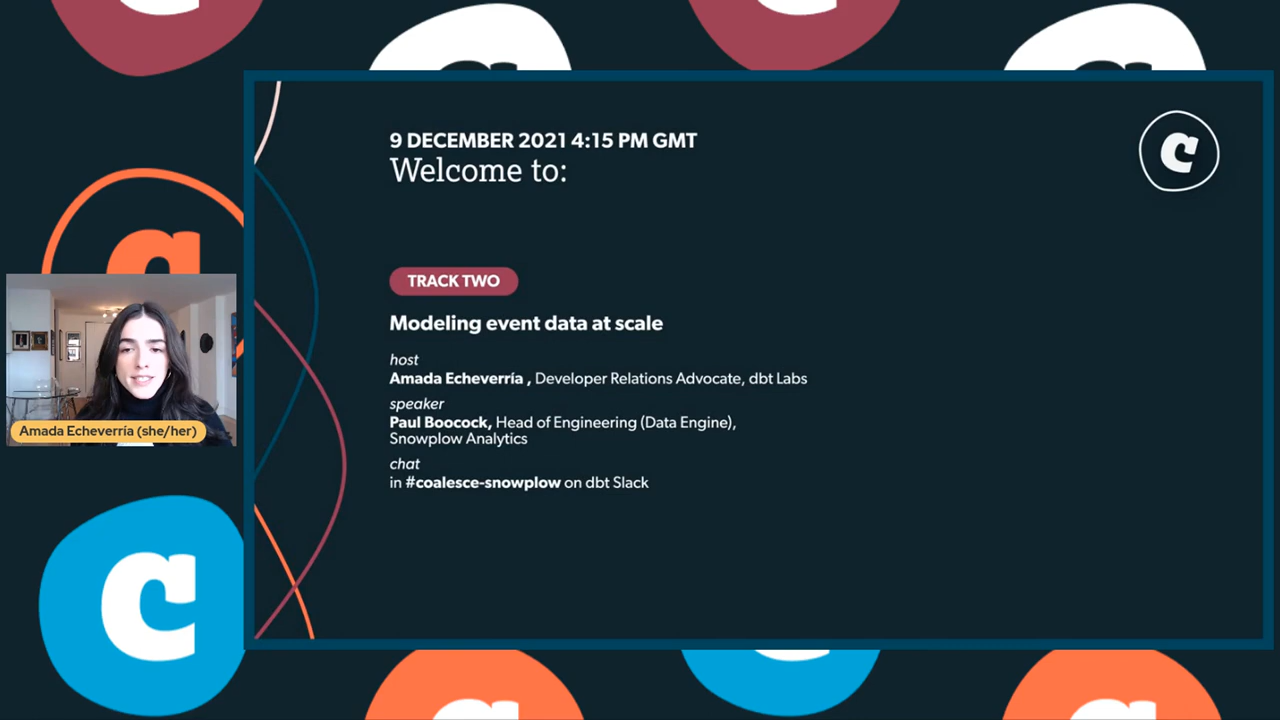 9 DECEMBER 2021 4:15 PM GMT
Welcome to:
TRACK TWO
Modeling event data at scale
host
Amada Echeverría , Developer Relations Advocate, dbt Labs
speaker
Paul Boocock, Head of Engineering (Data Engine),
Snowplow Analytics
chat
in #coalesce-snowplow on dbt Slack
Amada Echeverría (she/her)